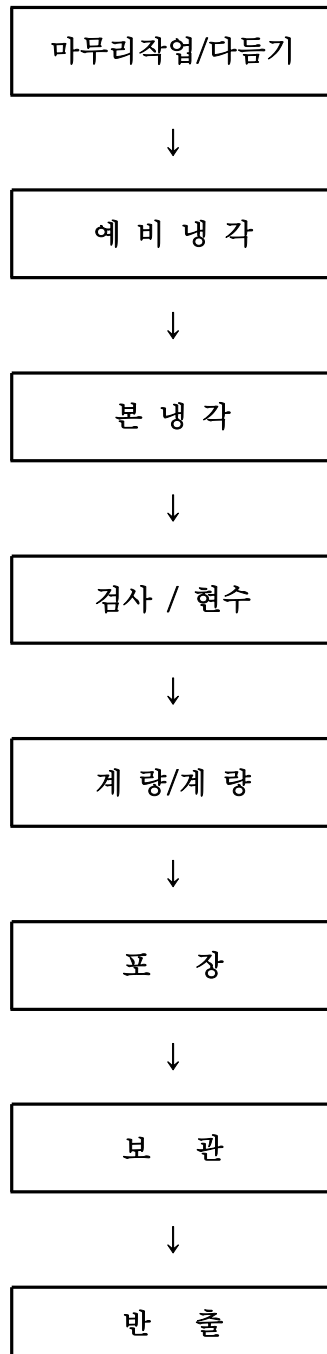 마무리작업/다듬기
↓
예 비 냉 각
↓
본 냉 각
↓
검사 / 현수
↓
계 량/계 량
↓
포 장
↓
보 관
↓
반 출